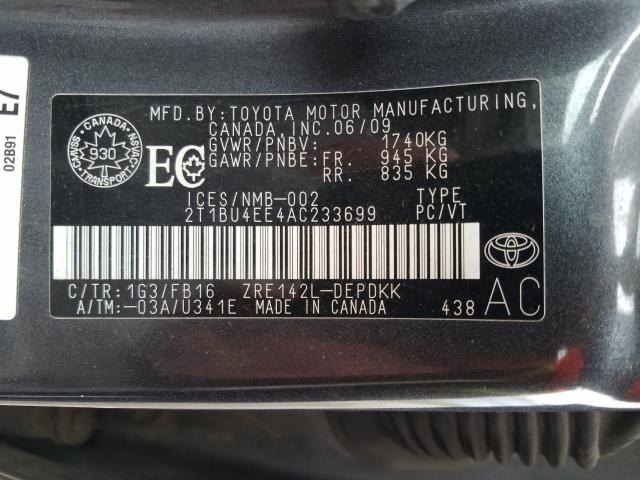 E7
02B91
MFD.BY:TOYOTA MOTOR MANUFACTURING,
CANADA,INC.06/09
GVWR/PNBV: 1740KG
GAWR/PNBE:FR. 945 KG
RR. 835 KG
CANADA
CMVSS NSVAC
930
TRANSPORT
EC
ICES/NMB-002 TYPE
2T1BU4EE4AC233699 PC/VT
C/TR:1G3/FB16 ZRE142L-DEPDKK
A/TM:-03A/U341E MADE IN CANADA 438
AC